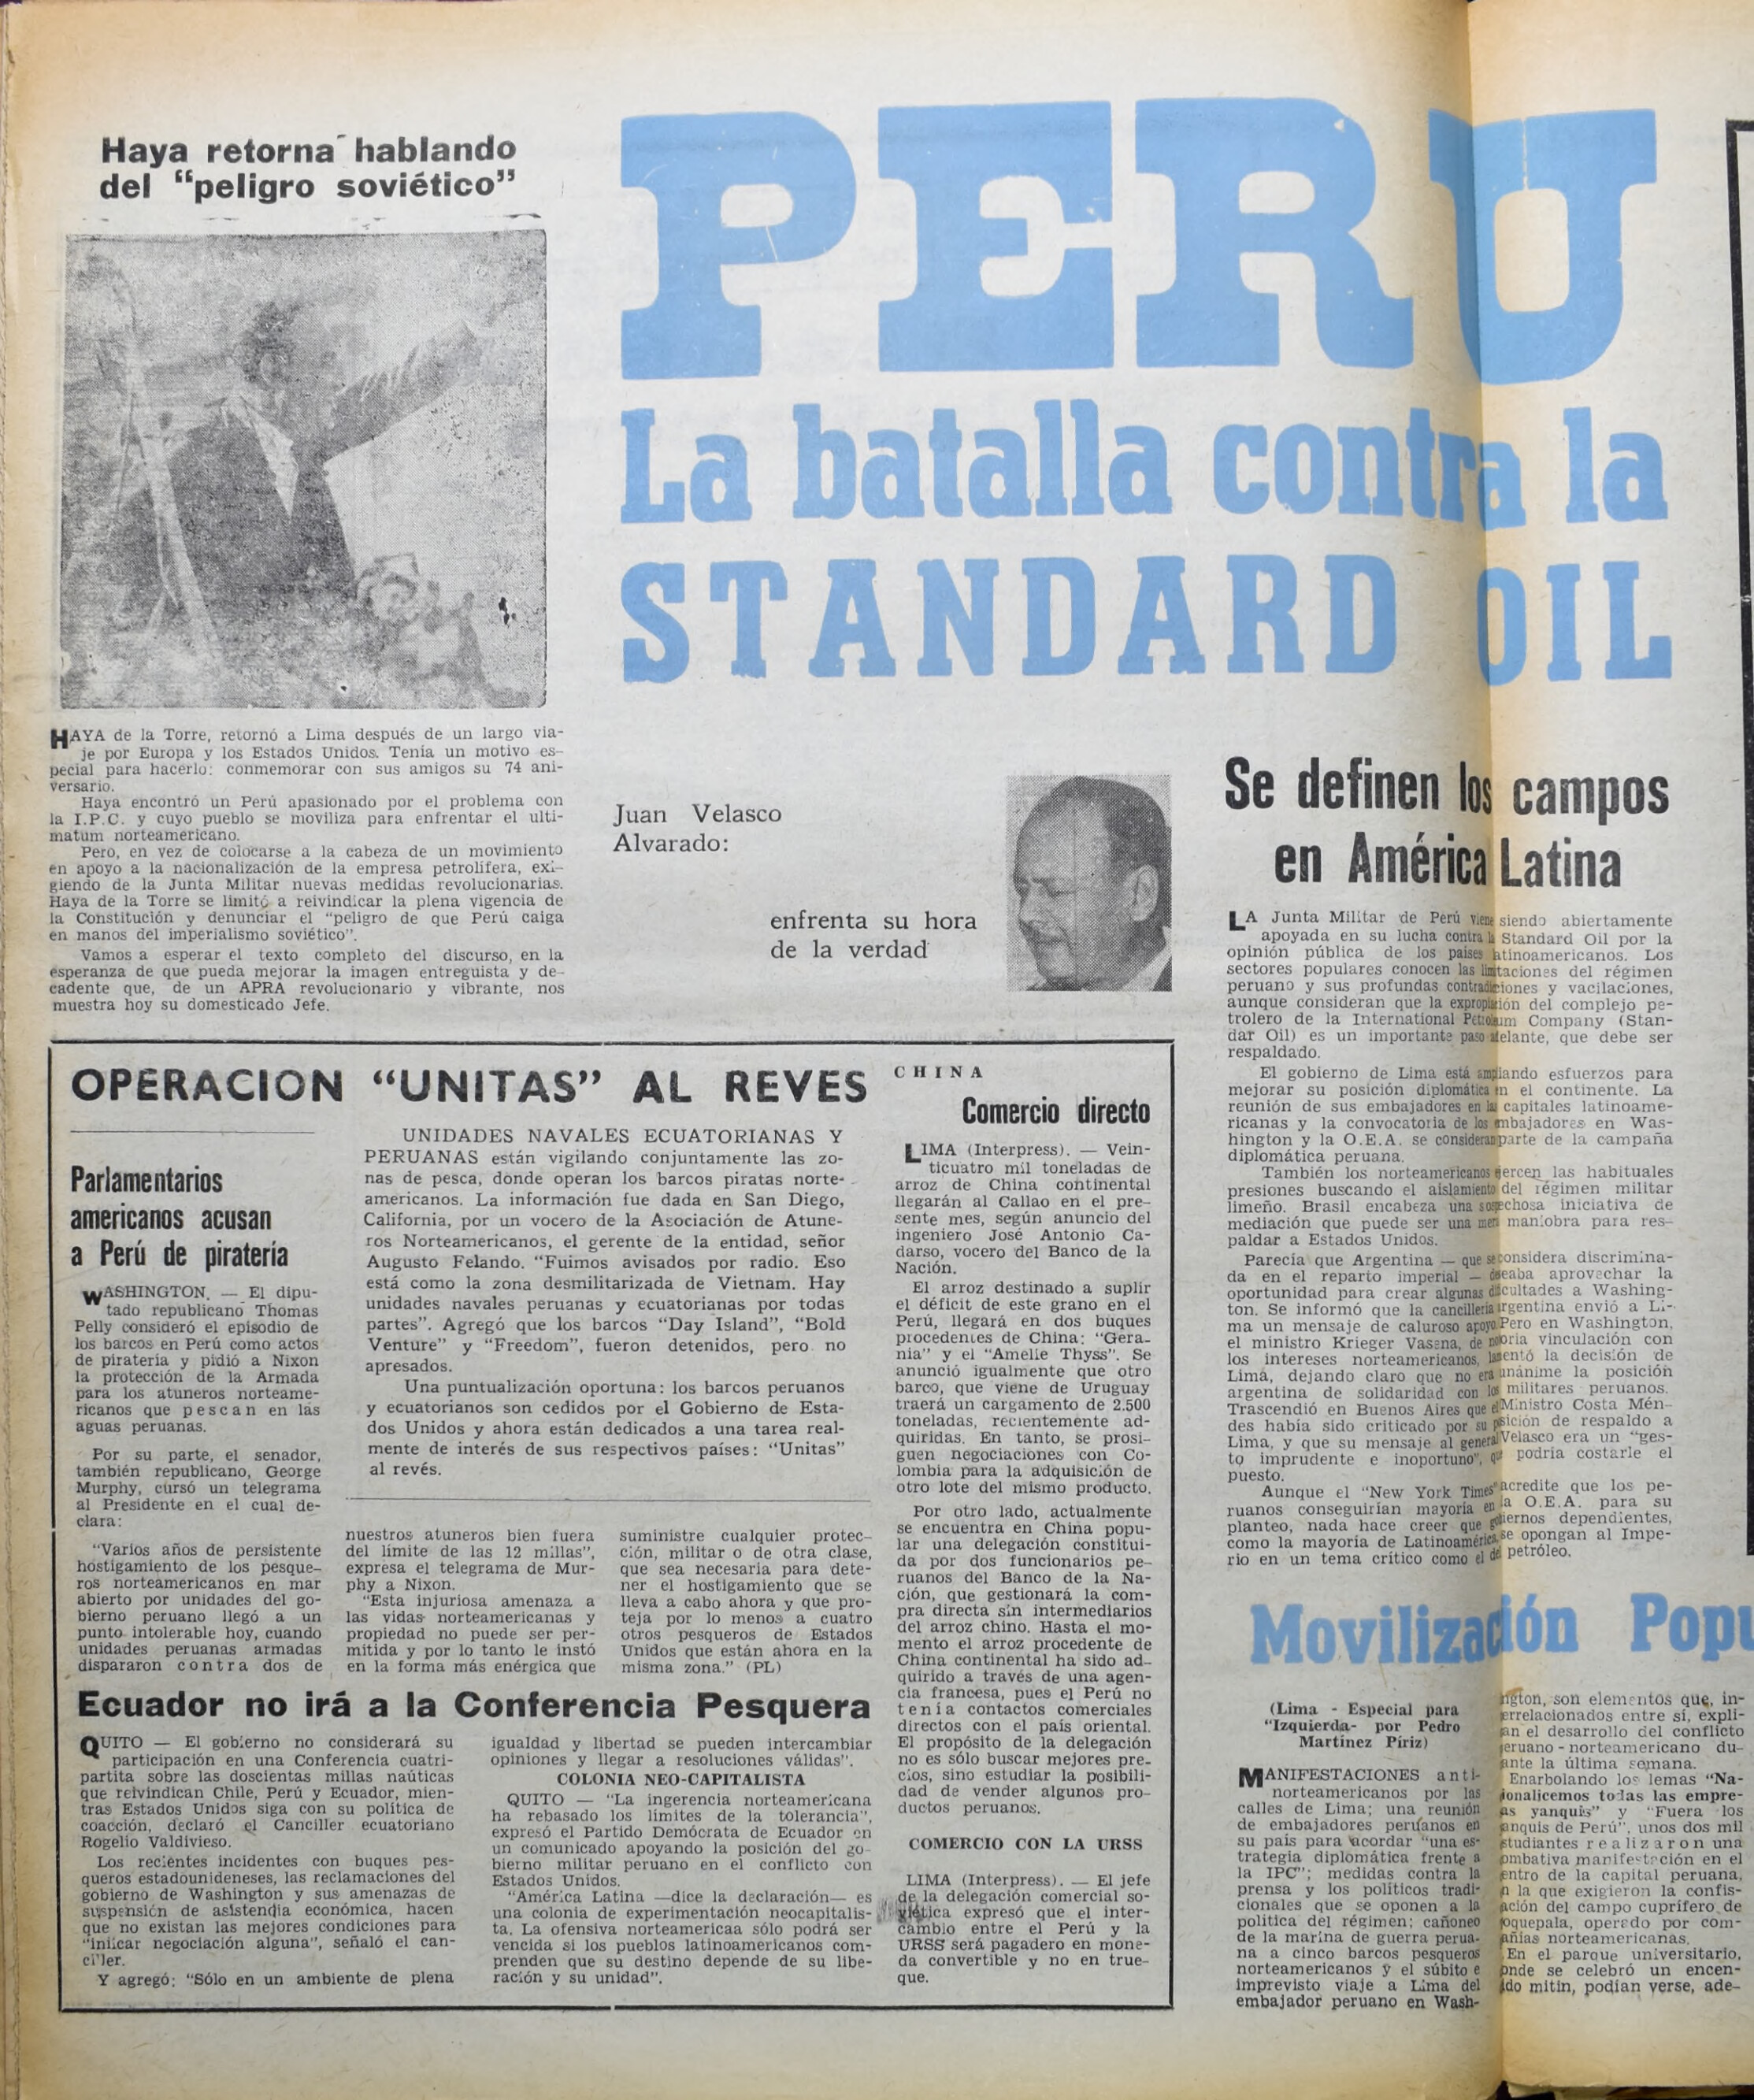 Haya retorna hablando
del “peligro soviético”
HAYA de la Torre, retornó a Lima después de un largo via-
je por Europa y los Estados Unidos. Tenía un motivo es-
pecial para hacerlo: conmemorar con sus amigos su 74 ani-
versario.
Haya encontró un Perú apasionado por el problema con
la I.P.C. y cuyo pueblo se moviliza para enfrentar el ulti-
matum norteamericano.
Pero, en vez de colocarse a la cabeza de un movimiento
en apoyo a la nacionalización de la empresa petrolífera, exi-
giendo de la Junta Militar nuevas medidas revolucionarias.
Haya de la Torre se limitó a reivindicar la plena vigencia de
la Constitución y denunciar el “peligro de que Perú caiga
en manos del imperialismo soviético”.
Vamos a esperar el texto completo del discurso, en la
esperanza de que pueda mejorar la imagen entreguista y de-
cadente que, de un APRA revolucionario y vibrante, nos
muestra hoy su domesticado Jefe.
PERU
La batalla contra la
STANDARD OIL
Juan Velasco
Alvarado:
enfrenta su hora
de la verdad
OPERACION “UNITAS” AL REVES
Parlamentarios
americanos acusan
a Perú de piratería
WASHINGTON. — El dipu-
tado republicano Thomas
Pelly consideró el episodio de
los barcos en Perú como actos
de piratería y pidió a Nixon
la protección de la Armada
para los atuneros norteame-
ricanos que pescan en las
aguas peruanas.
Por su parte, el senador,
también republicano, George
Murphy, cursó un telegrama
al Presidente en el cual de-
clara:
“Varios años de persistente
hostigamiento de los pesque-
ros norteamericanos en mar
abierto por unidades del go-
bierno peruano llegó a un
punto intolerable hoy, cuando
unidades peruanas armadas
dispararon contra dos de
nuestros atuneros bien fuera
del límite de las 12 millas”,
expresa el telegrama de Mur-
phy a Nixon.
“Esta injuriosa amenaza a
las vidas norteamericanas y
propiedad no puede ser per-
mitida y por lo tanto le instó
en la forma más enérgica que
suministre cualquier protec-
ción, militar o de otra clase,
que sea necesaria para dete-
ner el hostigamiento que se
lleva a cabo ahora y que pro-
teja por lo menos a cuatro
otros pesqueros de Estados
Unidos que están ahora en la
misma zona.” (PL)
UNIDADES NAVALES ECUATORIANAS Y
PERUANAS están vigilando conjuntamente las zo-
nas de pesca, donde operan los barcos piratas norte-
americanos. La información fue dada en San Diego,
California, por un vocero de la Asociación de Atune-
ros Norteamericanos, el gerente de la entidad, señor
Augusto Felando. “Fuimos avisados por radio. Eso
está como la zona desmilitarizada de Vietnam. Hay
unidades navales peruanas y ecuatorianas por todas
partes”. Agregó que los barcos “Day Island”, “Bold
Venture” y “Freedom”, fueron detenidos, pero no
apresados.
Una puntualización oportuna: los barcos peruanos
y ecuatorianos son cedidos por el Gobierno de Esta-
dos Unidos y ahora están dedicados a una tarea real-
mente de interés de sus respectivos países: “Unitas”
al revés.
Ecuador no irá a la Conferencia Pesquera
QUITO — El gobierno no considerará su
participación en una Conferencia cuatri-
partita sobre las doscientas millas naúticas
que reivindican Chile, Perú y Ecuador, mien-
tras Estados Unidos siga con su política de
coacción, declaró el Canciller ecuatoriano
Rogelio Valdivieso.
Los recientes incidentes con buques pes-
queros estadounideneses, las reclamaciones del
gobierno de Washington y sus amenazas de
suspensión de asistendia económica, hacen
que no existan las mejores condiciones para
“iniicar negociación alguna”, señaló el can-
ciller.
Y agregó: “Sólo en un ambiente de plena
igualdad y libertad se pueden intercambiar
opiniones y llegar a resoluciones válidas”.
COLONIA NEO-CAPITALISTA
QUITO — “La ingerencia norteamericana
ha rebasado los límites de la tolerancia”,
expresó el Partido Demócrata de Ecuador en
un comunicado apoyando la posición del go-
bierno militar peruano en el conflicto con
Estados Unidos.
“América Latina —dice la declaración— es
una colonia de experimentación neocapitalis-
ta. La ofensiva norteamericaa sólo podrá ser
vencida si los pueblos latinoamericanos com-
prenden que su destino depende de su libe-
ración y su unidad”.
CHINA
Comercio directo
LIMA (Interpress). — Vein-
ticuatro mil toneladas de
arroz de China continental
llegarán al Callao en el pre-
sente mes, según anuncio del
ingeniero José Antonio Ca-
darso, vocero del Banco de la
Nación.
El arroz destinado a suplir
el déficit de este grano en el
Perú, llegará en dos buques
procedentes de China: “Gera-
nia” y el “Amelie Thyss”. Se
anunció igualmente que otro
barco, que viene de Uruguay
traerá un cargamento de 2.500
toneladas, recientemente ad-
quiridas. En tanto, se prosi-
guen negociaciones con Co-
lombia para la adquisición de
otro lote del mismo producto.
Por otro lado, actualmente
se encuentra en China popu-
lar una delegación constitui-
da por dos funcionarios pe-
ruanos del Banco de la Na-
ción, que gestionará la com-
pra directa sin intermediarios
del arroz chino. Hasta el mo-
mento el arroz procedente de
China continental ha sido ad-
quirido a través de una agen-
cia francesa, pues el Perú no
tenía contactos comerciales
directos con el país oriental.
El propósito de la delegación
no es sólo buscar mejores pre-
cios, sino estudiar la posibili-
dad de vender algunos pro-
ductos peruanos.
COMERCIO CON LA URSS
LIMA (Interpress). — El jefe
de la delegación comercial so-
viética expresó que el inter-
cambio entre el Perú y la
URSS será pagadero en mone-
da convertible y no en true-
que.
Se definen los campos
en América Latina
LA Junta Militar de Perú viene siendo abiertamente
apoyada en su lucha contra la Standard Oil por la
opinión pública de los países latinoamericanos. Los
sectores populares conocen las limitaciones del régimen
peruano y sus profundas contradicciones y vacilaciones,
aunque consideran que la expropiación del complejo pe-
trolero de la International Petroleum Company (Stan-
dar Oil) es un importante paso adelante, que debe ser
respaldado.
El gobierno de Lima está ampliando esfuerzos para
mejorar su posición diplomática en el continente. La
reunión de sus embajadores en las capitales latinoame-
ricanas y la convocatoria de los embajadores en Was-
hington y la O.E.A. se consideran parte de la campaña
diplomática peruana.
También los norteamericanos ejercen las habituales
presiones buscando el aislamiento del régimen militar
limeño. Brasil encabeza una sospechosa iniciativa de
mediación que puede ser una mera maniobra para res-
paldar a Estados Unidos.
Parecía que Argentina — que se considera discrimina-
da en el reparto imperial — deseaba aprovechar la
oportunidad para crear algunas dificultades a Washing-
ton. Se informó que la cancillería argentina envió a Li-
ma un mensaje de caluroso apoyo. Pero en Washington,
el ministro Krieger Vasena, de notoria vinculación con
los intereses norteamericanos, lamentó la decisión de
Lima, dejando claro que no era unánime la posición
argentina de solidaridad con los militares peruanos.
Trascendió en Buenos Aires que el Ministro Costa Mén-
des había sido criticado por su posición de respaldo a
Lima, y que su mensaje al general Velasco era un “ges-
to imprudente e inoportuno”, que podría costarle el
puesto.
Aunque el “New York Times” acredite que los pe-
ruanos conseguirían mayoría en la O.E.A. para su
planteo, nada hace creer que gobiernos dependientes,
como la mayoría de Latinoamérica, se opongan al Impe-
rio en un tema crítico como el del petróleo.
Movilización Popu
(Lima - Especial para
“Izquierda- por Pedro
Martínez Píriz)
MANIFESTACIONES anti-
norteamericanos por las
calles de Lima; una reunión
de embajadores peruanos en
su país para acordar “una es-
trategia diplomática frente a
la IPC”; medidas contra la
prensa y los políticos tradi-
cionales que se oponen a la
política del régimen; cañoneo
de la marina de guerra perua-
na a cinco barcos pesqueros
norteamericanos y el súbito e
imprevisto viaje a Lima del
embajador peruano en Wash-
ington, son elementos que, in-
errelacionados entre sí, expli-
an el desarrollo del conflicto
peruano - norteamericano du-
ante la última semana.
Enarbolando los lemas “Na-
ionalicemos todas las empre-
as yanquis” y “Fuera los
anquis de Perú”, unos dos mil
studiantes realizaron una
ombativa manifestación en el
entro de la capital peruana,
n la que exigieron la confis-
ación del campo cuprífero de
oquepala, operado por com-
añías norteamericanas.
En el parque universitario,
onde se celebró un encen-
ido mitin, podían verse, ade-